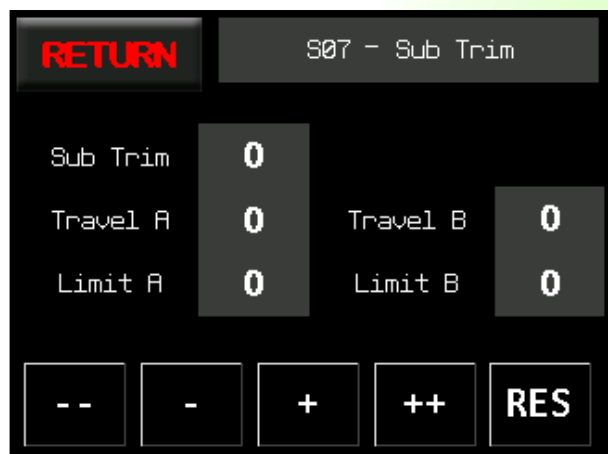 RETURN S07 - Sub Trim
Sub Trim 0
Travel A 0 Travel B 0
Limit A 0 Limit B 0
-- - + ++ RES